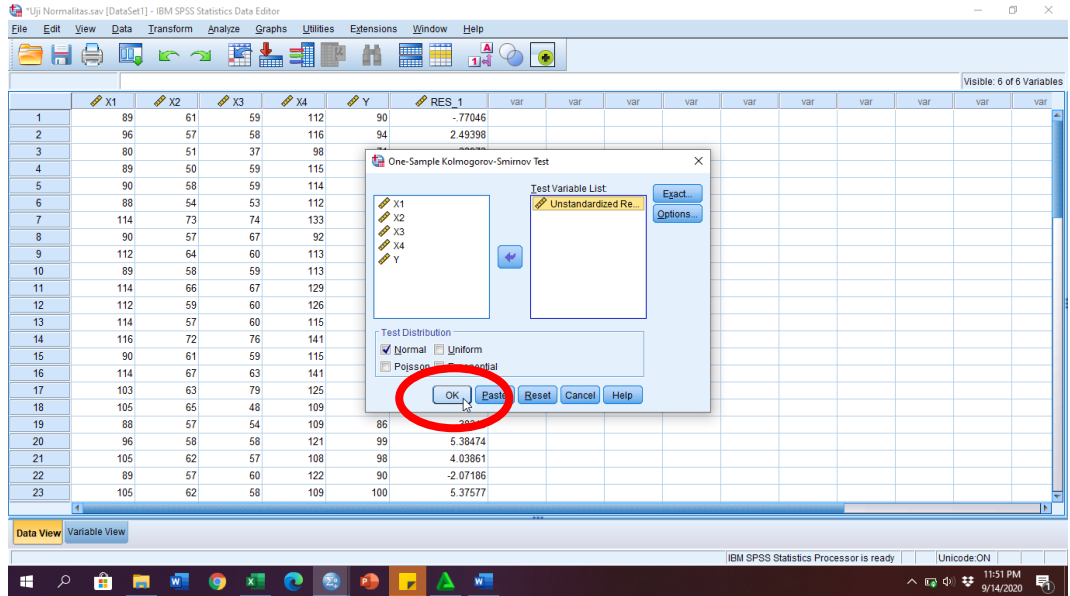 *Uji Normalitas.sav [DataSet1] - IBM SPSS Statistics Data Editor
File Edit View Data Transform Analyze Graphs Utilities Extensions Window Help
Visible: 6 of 6 Variables
X1 X2 X3 X4 Y RES_1 var var var var var var var var var var
1 89 61 59 112 90 -.77046
2 96 57 58 116 94 2.49398
3 80 51 37 98
4 89 50 59 115
5 90 58 59 114
6 88 54 53 112
7 114 73 74 133
8 90 57 67 92
9 112 64 60 113
10 89 58 59 113
11 114 66 67 129
12 112 59 60 126
13 114 57 60 115
14 116 72 76 141
15 90 61 59 115
16 114 67 63 141
17 103 63 79 125
18 105 65 48 109
19 88 57 54 109 86
20 96 58 58 121 99 5.38474
21 105 62 57 108 98 4.03861
22 89 57 60 122 90 -2.07186
23 105 62 58 109 100 5.37577
One-Sample Kolmogorov-Smirnov Test
Test Variable List:
X1
X2
X3
X4
Y
Unstandardized Re...
Exact...
Options...
Test Distribution
Normal Uniform
Poisson Exponential
OK Paste Reset Cancel Help
Data View Variable View
IBM SPSS Statistics Processor is ready Unicode:ON
11:51 PM
9/14/2020